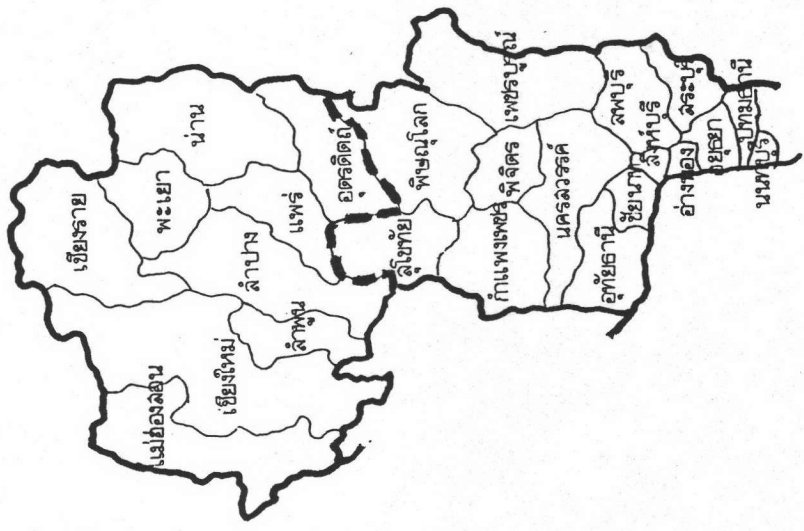 เชียงราย
แม่ฮ่องสอน
เชียงใหม่
พะเยา
น่าน
ลำปาง
แพร่
ลำพูน
อุตรดิตถ์
สุโขทัย
พิษณุโลก
เพชรบูรณ์
กำแพงเพชร
พิจิตร
นครสวรรค์
อุทัยธานี
ชัยนาท
ลพบุรี
สิงห์บุรี
สระบุรี
อ่างทอง
อยุธยา
ปทุมธานี
นนทบุรี